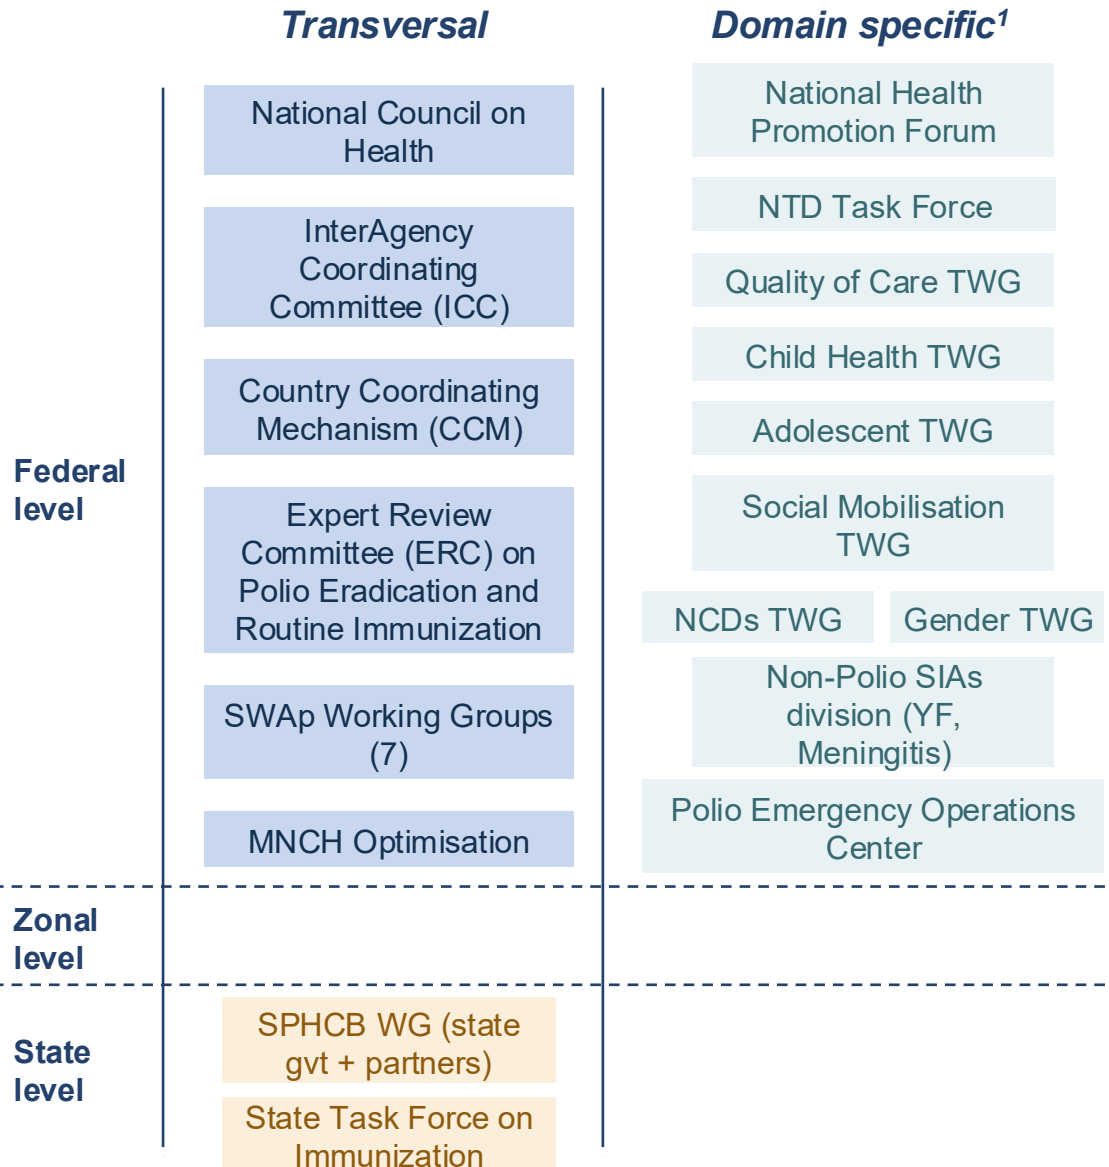 Transversal
Domain specific1
Federal
level
National Council on
Health
InterAgency
Coordinating
Committee (ICC)
Country Coordinating
Mechanism (CCM)
Expert Review
Committee (ERC) on
Polio Eradication and
Routine Immunization
SWAp Working Groups
(7)
MNCH Optimisation
National Health
Promotion Forum
NTD Task Force
Quality of Care TWG
Child Health TWG
Adolescent TWG
Social Mobilisation
TWG
NCDs TWG
Gender TWG
Non-Polio SIAs
division (YF,
Meningitis)
Polio Emergency Operations
Center
Zonal
level
State
level
SPHCB WG (state
gvt + partners)
State Task Force on
Immunization